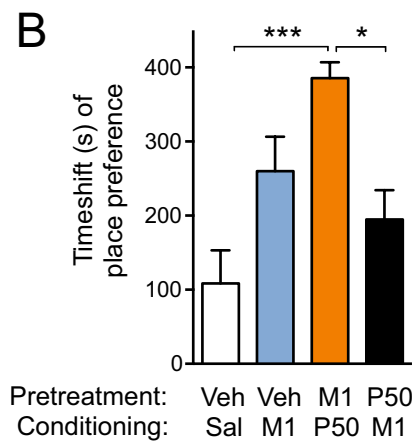 B
*** *
Timeshift (s) of
place preference
400
300
200
100
0
Pretreatment: Veh Veh M1 P50
Conditioning: Sal M1 P50 M1